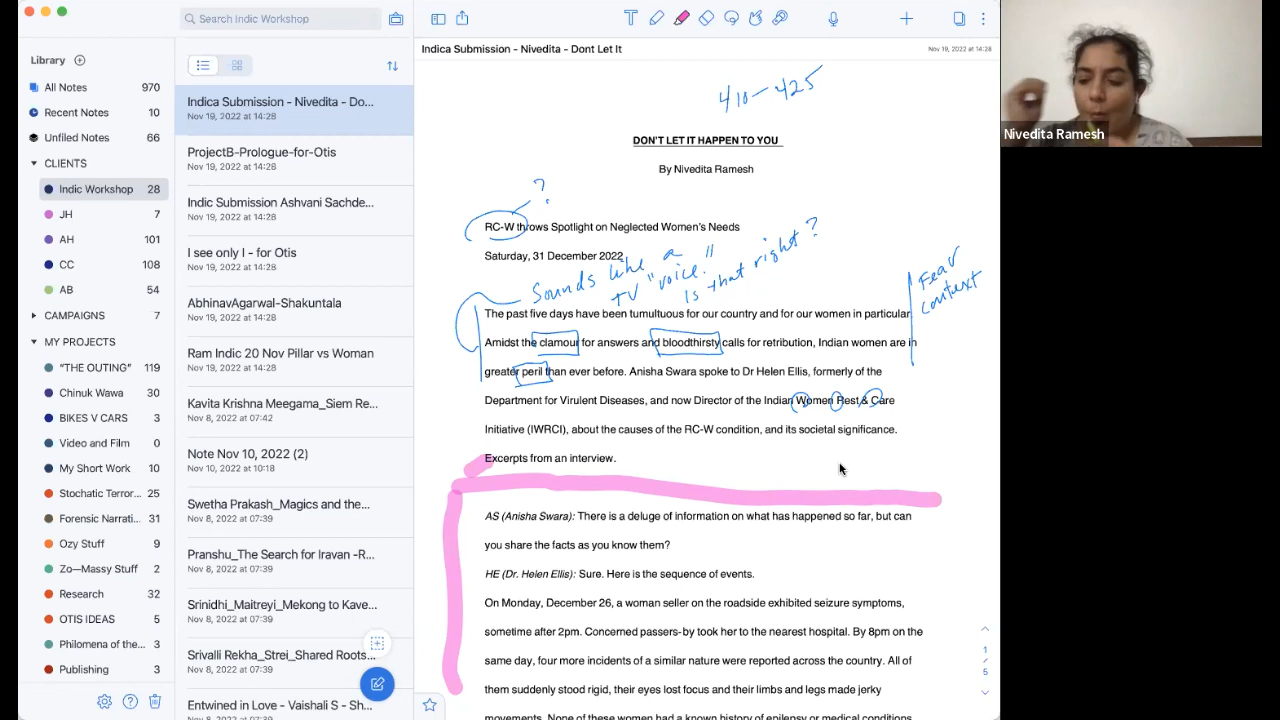 Search Indic Workshop
Library
All Notes 970
Recent Notes 10
Unfiled Notes 66
CLIENTS
Indic Workshop 28
JH 7
AH 101
CC 108
AB 54
CAMPAIGNS 7
MY PROJECTS
“THE OUTING” 119
Chinuk Wawa 30
BIKES V CARS 3
Video and Film 0
My Short Work 10
Stochatic Terror... 25
Forensic Narrati... 31
Ozy Stuff 9
Zo—Massy Stuff 2
Research 32
OTIS IDEAS 5
Philomena of the... 3
Publishing 3
Indica Submission - Nivedita - Do...
Nov 19, 2022 at 14:28
ProjectB-Prologue-for-Otis
Nov 19, 2022 at 14:28
Indic Submission Ashvani Sachde...
Nov 19, 2022 at 14:28
I see only I - for Otis
Nov 19, 2022 at 14:28
AbhinavAgarwal-Shakuntala
Nov 19, 2022 at 14:28
Ram Indic 20 Nov Pillar vs Woman
Nov 19, 2022 at 14:28
Kavita Krishna Meegama_Siem Re...
Nov 8, 2022 at 07:42
Note Nov 10, 2022 (2)
Nov 10, 2022 at 10:18
Swetha Prakash_Magics and the...
Nov 8, 2022 at 07:39
Pranshu_The Search for Iravan -R...
Nov 8, 2022 at 07:39
Srinidhi_Maitreyi_Mekong to Kave...
Nov 8, 2022 at 07:39
Srivalli Rekha_Strei_Shared Roots...
Nov 8, 2022 at 07:39
Entwined in Love - Vaishali S - Sh...
Nov 8, 2022 at 07:39
Indica Submission - Nivedita - Dont Let It
Nov 19, 2022 at 14:28
410 — 425
DON'T LET IT HAPPEN TO YOU
By Nivedita Ramesh
?
RC-W throws Spotlight on Neglected Women's Needs
Saturday, 31 December 2022
Sounds like a
TV "voice."
Is that right?
Fear
context
The past five days have been tumultuous for our country and for our women in particular.
Amidst the clamour for answers and bloodthirsty calls for retribution, Indian women are in
greater peril than ever before. Anisha Swara spoke to Dr Helen Ellis, formerly of the
Department for Virulent Diseases, and now Director of the Indian Women Rest & Care
Initiative (IWRCI), about the causes of the RC-W condition, and its societal significance.
Excerpts from an interview.
AS (Anisha Swara): There is a deluge of information on what has happened so far, but can
you share the facts as you know them?
HE (Dr. Helen Ellis): Sure. Here is the sequence of events.
On Monday, December 26, a woman seller on the roadside exhibited seizure symptoms,
sometime after 2pm. Concerned passers-by took her to the nearest hospital. By 8pm on the
same day, four more incidents of a similar nature were reported across the country. All of
them suddenly stood rigid, their eyes lost focus and their limbs and legs made jerky
movements. None of these women had a known history of epilepsy or medical conditions
1
5
Nivedita Ramesh